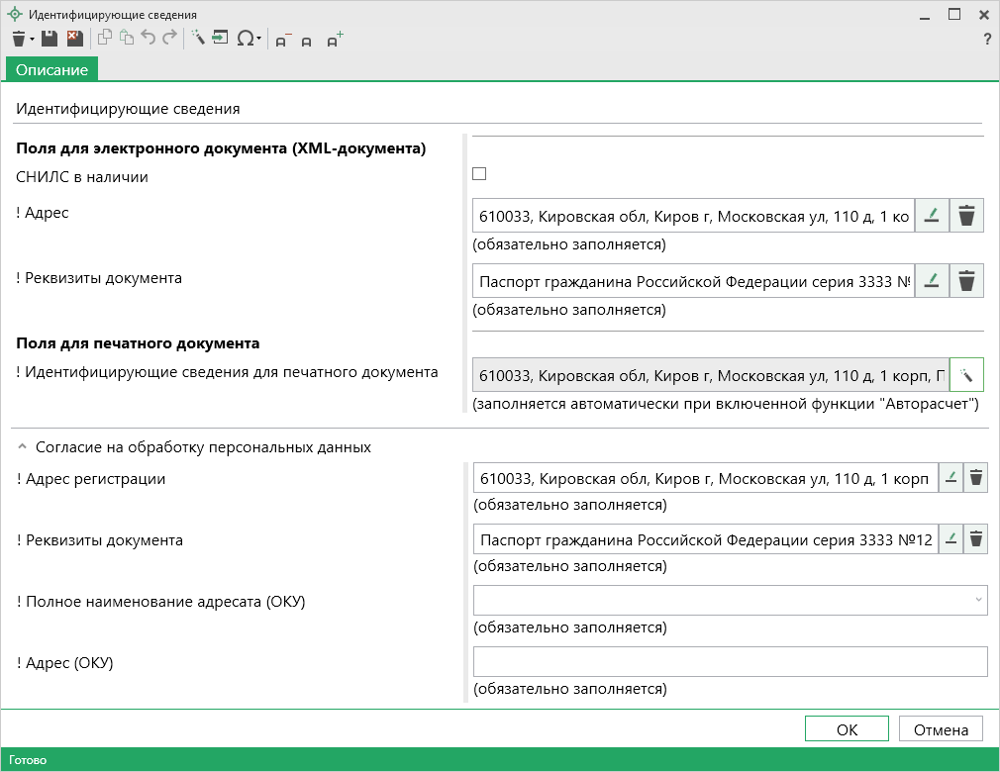 Идентифицирующие сведения
?
Описание
Идентифицирующие сведения
Поля для электронного документа (XML-документа)
СНИЛС в наличии
! Адрес
610033, Кировская обл, Киров г, Московская ул, 110 д, 1 ко
(обязательно заполняется)
! Реквизиты документа
Паспорт гражданина Российской Федерации серия 3333 №
(обязательно заполняется)
Поля для печатного документа
! Идентифицирующие сведения для печатного документа
610033, Кировская обл, Киров г, Московская ул, 110 д, 1 корп, П
(заполняется автоматически при включенной функции "Авторасчет")
Согласие на обработку персональных данных
! Адрес регистрации
610033, Кировская обл, Киров г, Московская ул, 110 д, 1 корп
(обязательно заполняется)
! Реквизиты документа
Паспорт гражданина Российской Федерации серия 3333 №12
(обязательно заполняется)
! Полное наименование адресата (ОКУ)
(обязательно заполняется)
! Адрес (ОКУ)
(обязательно заполняется)
ОК
Отмена
Готово